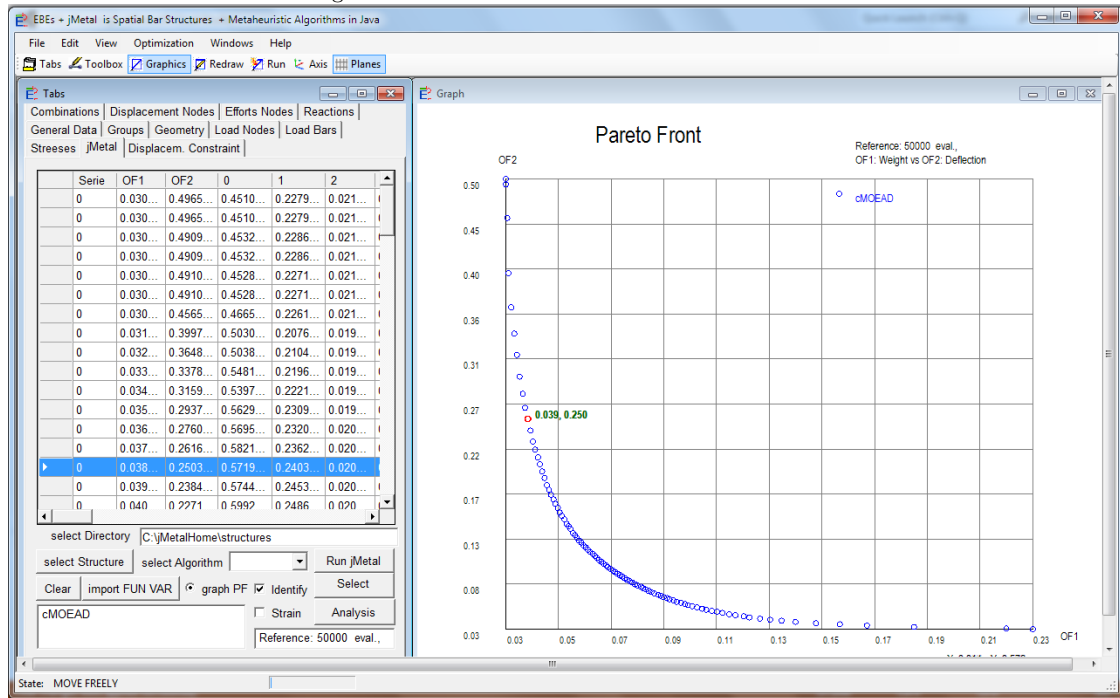 EBEs + jMetal is Spatial Bar Structures + Metaheuristic Algorithms in Java
File Edit View Optimization Windows Help
Tabs Toolbox Graphics Redraw Run Axis Planes
Tabs
Combinations Displacement Nodes Efforts Nodes Reactions
General Data Groups Geometry Load Nodes Load Bars
Streeses jMetal Displacem. Constraint
Serie OF1 OF2 0 1 2
0 0.030... 0.4965... 0.4510... 0.2279... 0.021...
0 0.030... 0.4965... 0.4510... 0.2279... 0.021...
0 0.030... 0.4909... 0.4532... 0.2286... 0.021...
0 0.030... 0.4909... 0.4532... 0.2286... 0.021...
0 0.030... 0.4910... 0.4528... 0.2271... 0.021...
0 0.030... 0.4910... 0.4528... 0.2271... 0.021...
0 0.030... 0.4565... 0.4665... 0.2261... 0.021...
0 0.031... 0.3997... 0.5030... 0.2076... 0.019...
0 0.032... 0.3648... 0.5038... 0.2104... 0.019...
0 0.033... 0.3378... 0.5481... 0.2196... 0.019...
0 0.034... 0.3159... 0.5397... 0.2221... 0.019...
0 0.035... 0.2937... 0.5629... 0.2309... 0.019...
0 0.036... 0.2760... 0.5695... 0.2320... 0.020...
0 0.037... 0.2616... 0.5821... 0.2362... 0.020...
0 0.038... 0.2503... 0.5719... 0.2403... 0.020...
0 0.039... 0.2384... 0.5744... 0.2453... 0.020...
0 0.040 0.2271 0.5992 0.2486 0.020
select Directory C:\jMetalHome\structures
select Structure select Algorithm Run jMetal
Clear import FUN VAR graph PF Identify Select
cMOEAD
Strain Analysis
Reference: 50000 eval.,
Graph
Pareto Front
Reference: 50000 eval.,
OF1: Weight vs OF2: Deflection
OF2
cMOEAD
0.50
0.45
0.40
0.36
0.31
0.27
0.22
0.17
0.13
0.08
0.03
0.039, 0.250
0.03 0.05 0.07 0.09 0.11 0.13 0.15 0.17 0.19 0.21 0.23 OF1
State: MOVE FREELY